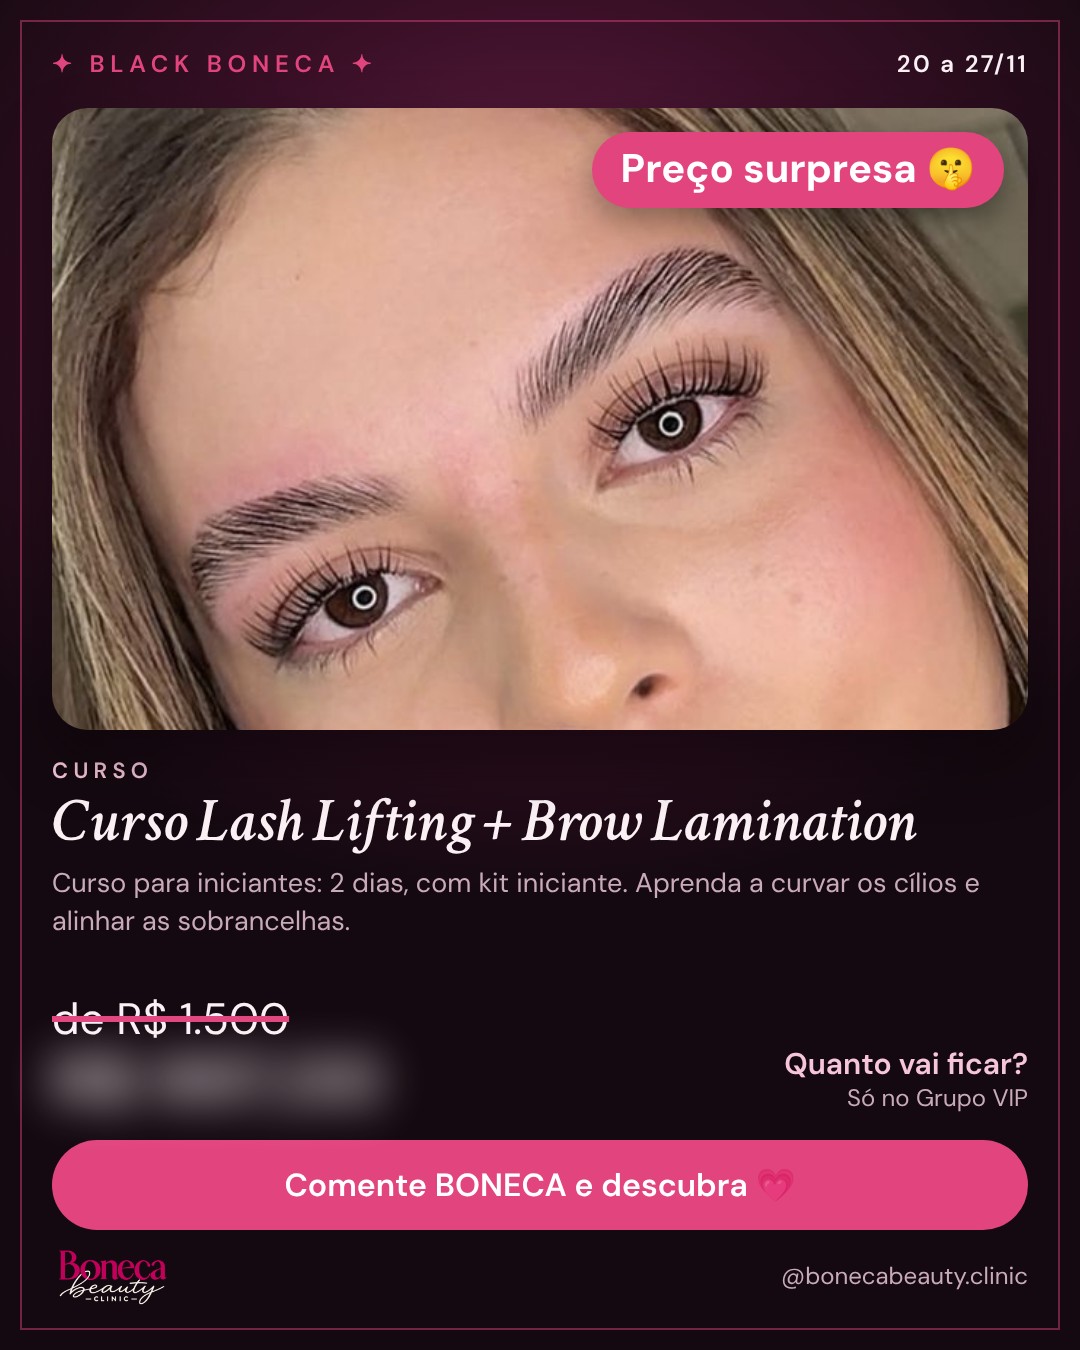 ✦ BLACK BONECA ✦
20 a 27/11
Preço surpresa 🤫
CURSO
Curso Lash Lifting + Brow Lamination
Curso para iniciantes: 2 dias, com kit iniciante. Aprenda a curvar os cílios e
alinhar as sobrancelhas.
de R$ 1.500
Quanto vai ficar?
Só no Grupo VIP
Comente BONECA e descubra 💗
Boneca
beauty
CLINIC
@bonecabeauty.clinic